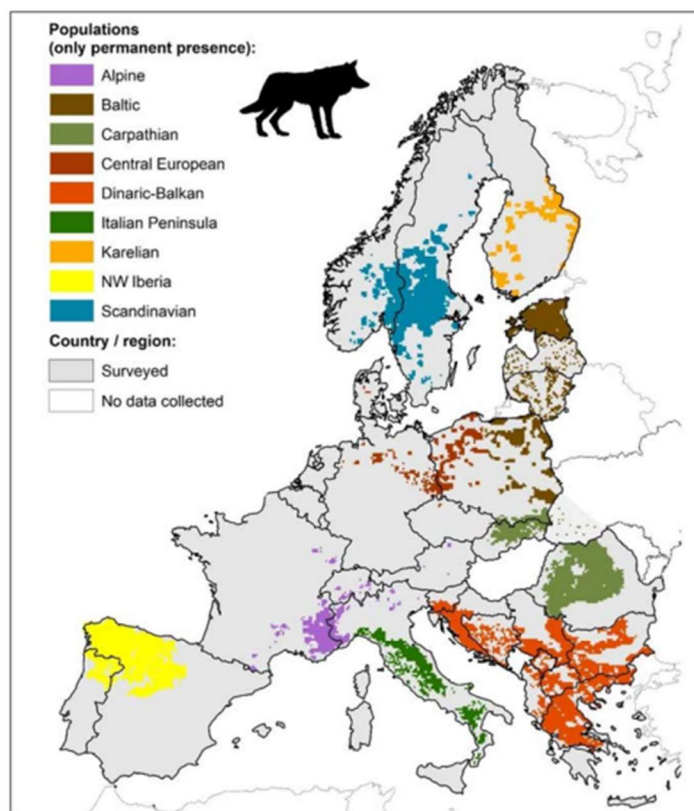 Populations
(only permanent presence):
Alpine
Baltic
Carpathian
Central European
Dinaric-Balkan
Italian Peninsula
Karelian
NW Iberia
Scandinavian
Country / region:
Surveyed
No data collected